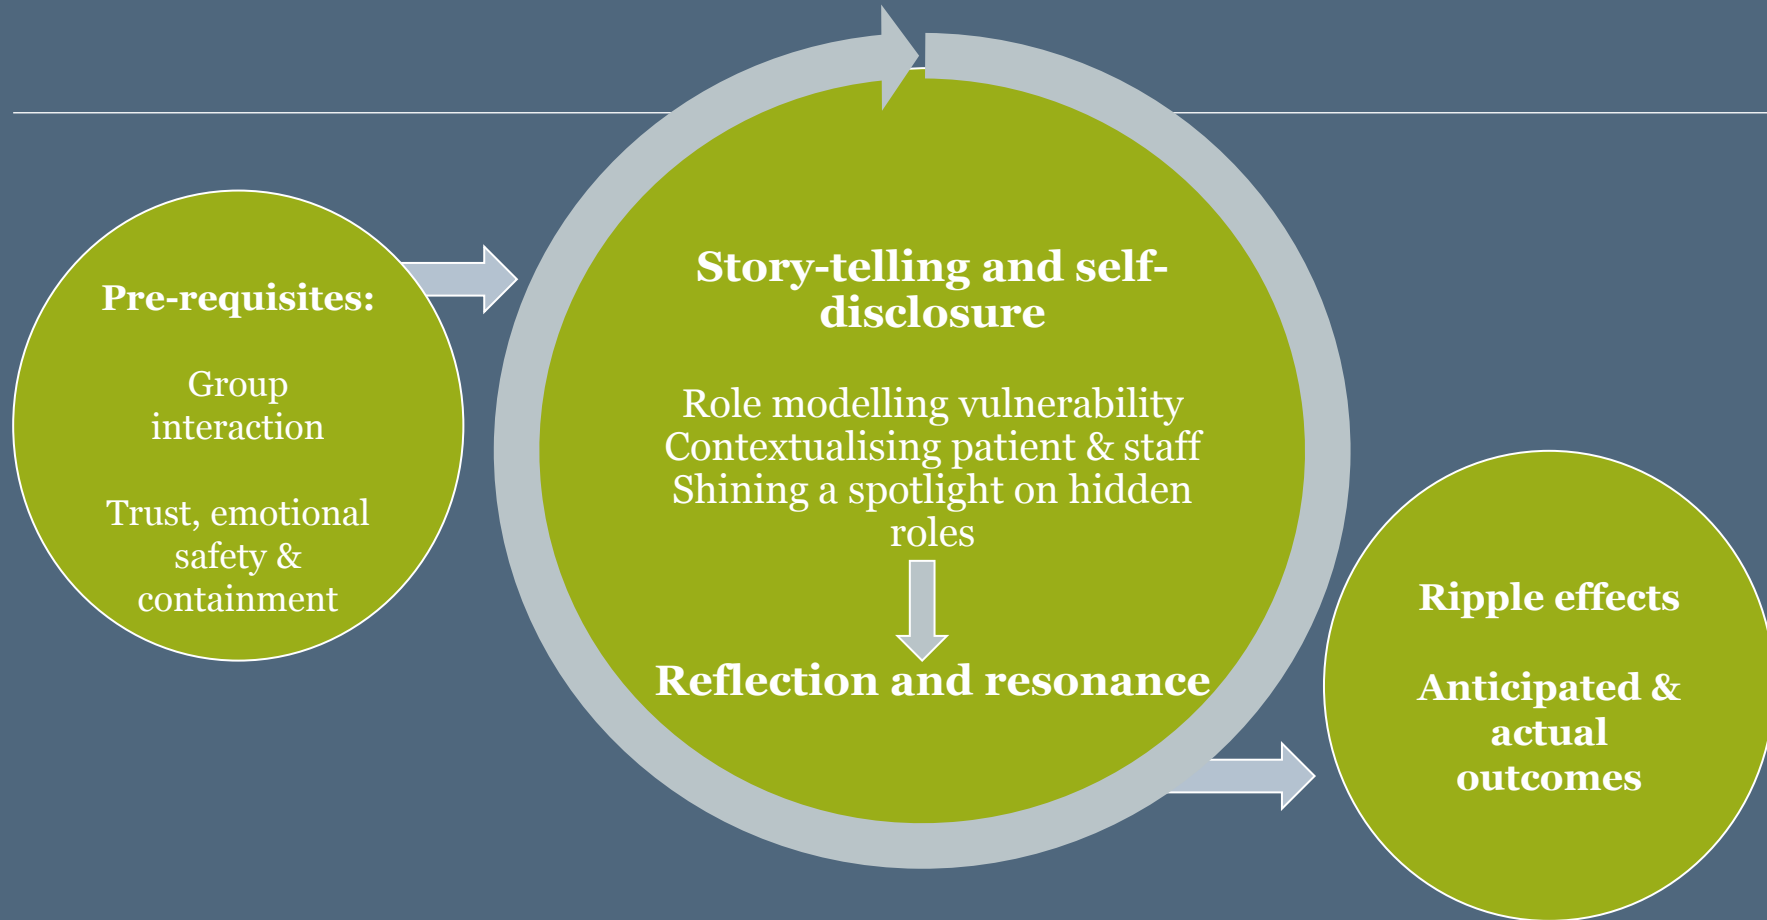 Pre-requisites:
Group
interaction
Trust, emotional
safety &
containment
Story-telling and self-
disclosure
Role modelling vulnerability
Contextualising patient & staff
Shining a spotlight on hidden
roles
Reflection and resonance
Ripple effects
Anticipated &
actual
outcomes